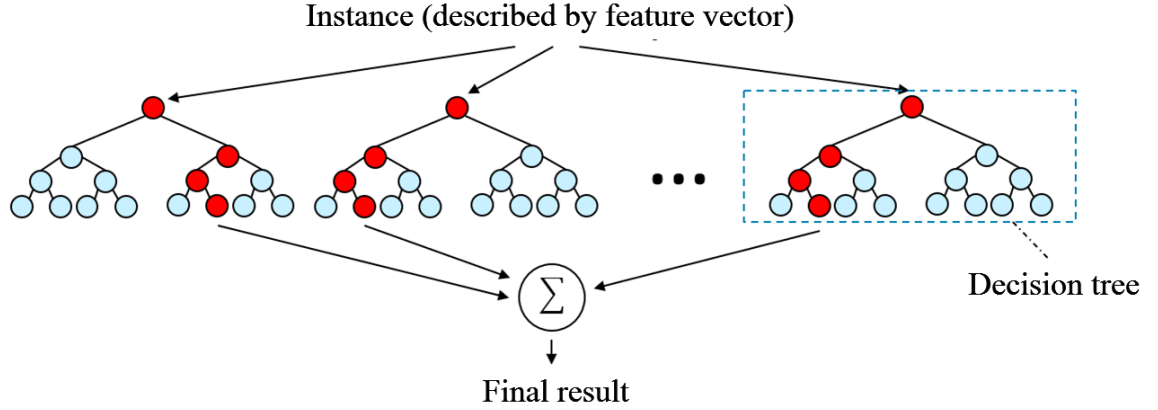 Instance (described by feature vector)
Decision tree
Σ
Final result